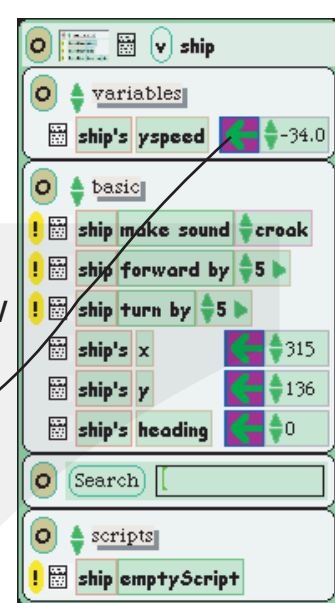 v ship
variables
ship's yspeed -34.0
basic
! ship make sound croak
! ship forward by 5
! ship turn by 5
ship's x 315
ship's y 136
ship's heading 0
Search
scripts
! ship emptyScript